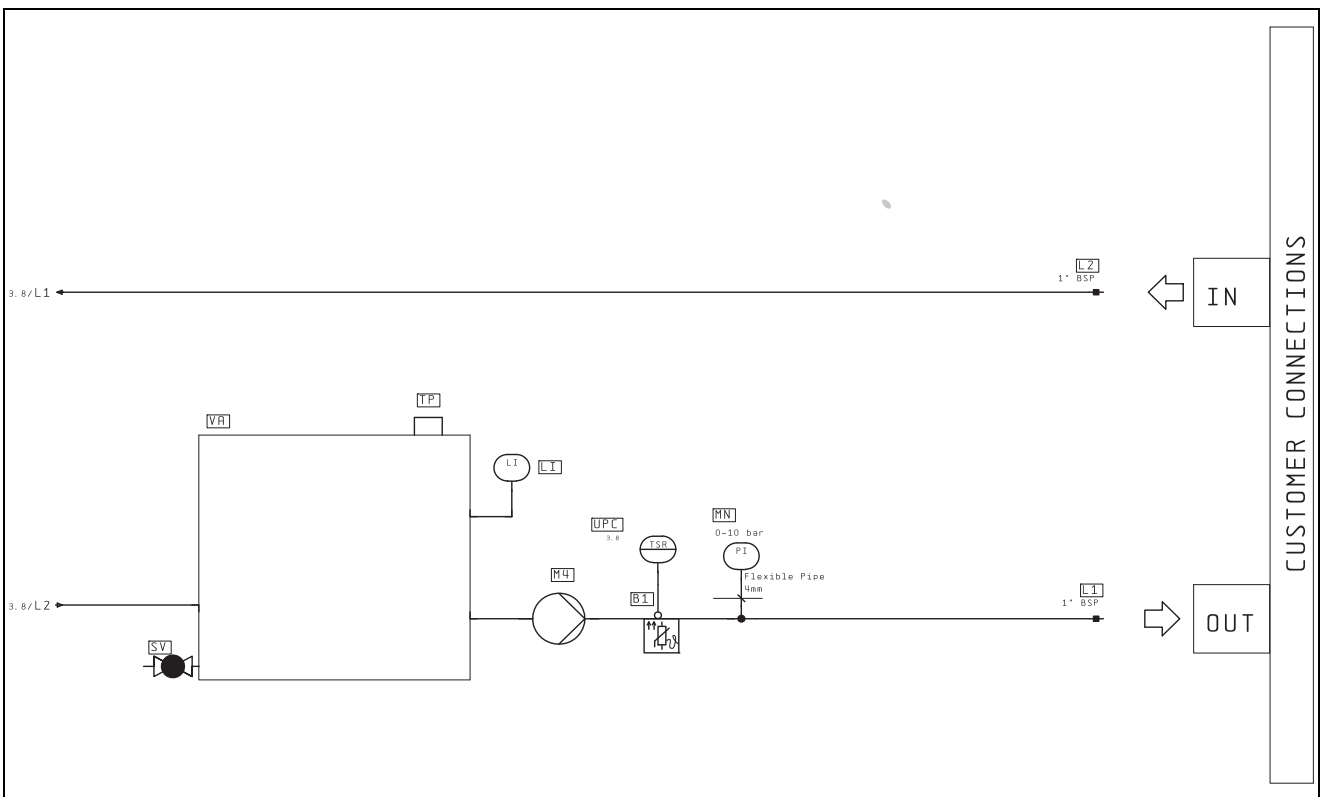 L2
1" BSP
3.8/L1
IN
CUSTOMER CONNECTIONS
TP
VA
LI
LI
MN
UPC
0-10 bar
3.8
TSR
PI
M4
Flexible Pipe
4mm
B1
L1
1" BSP
3.8/L2
OUT
SV